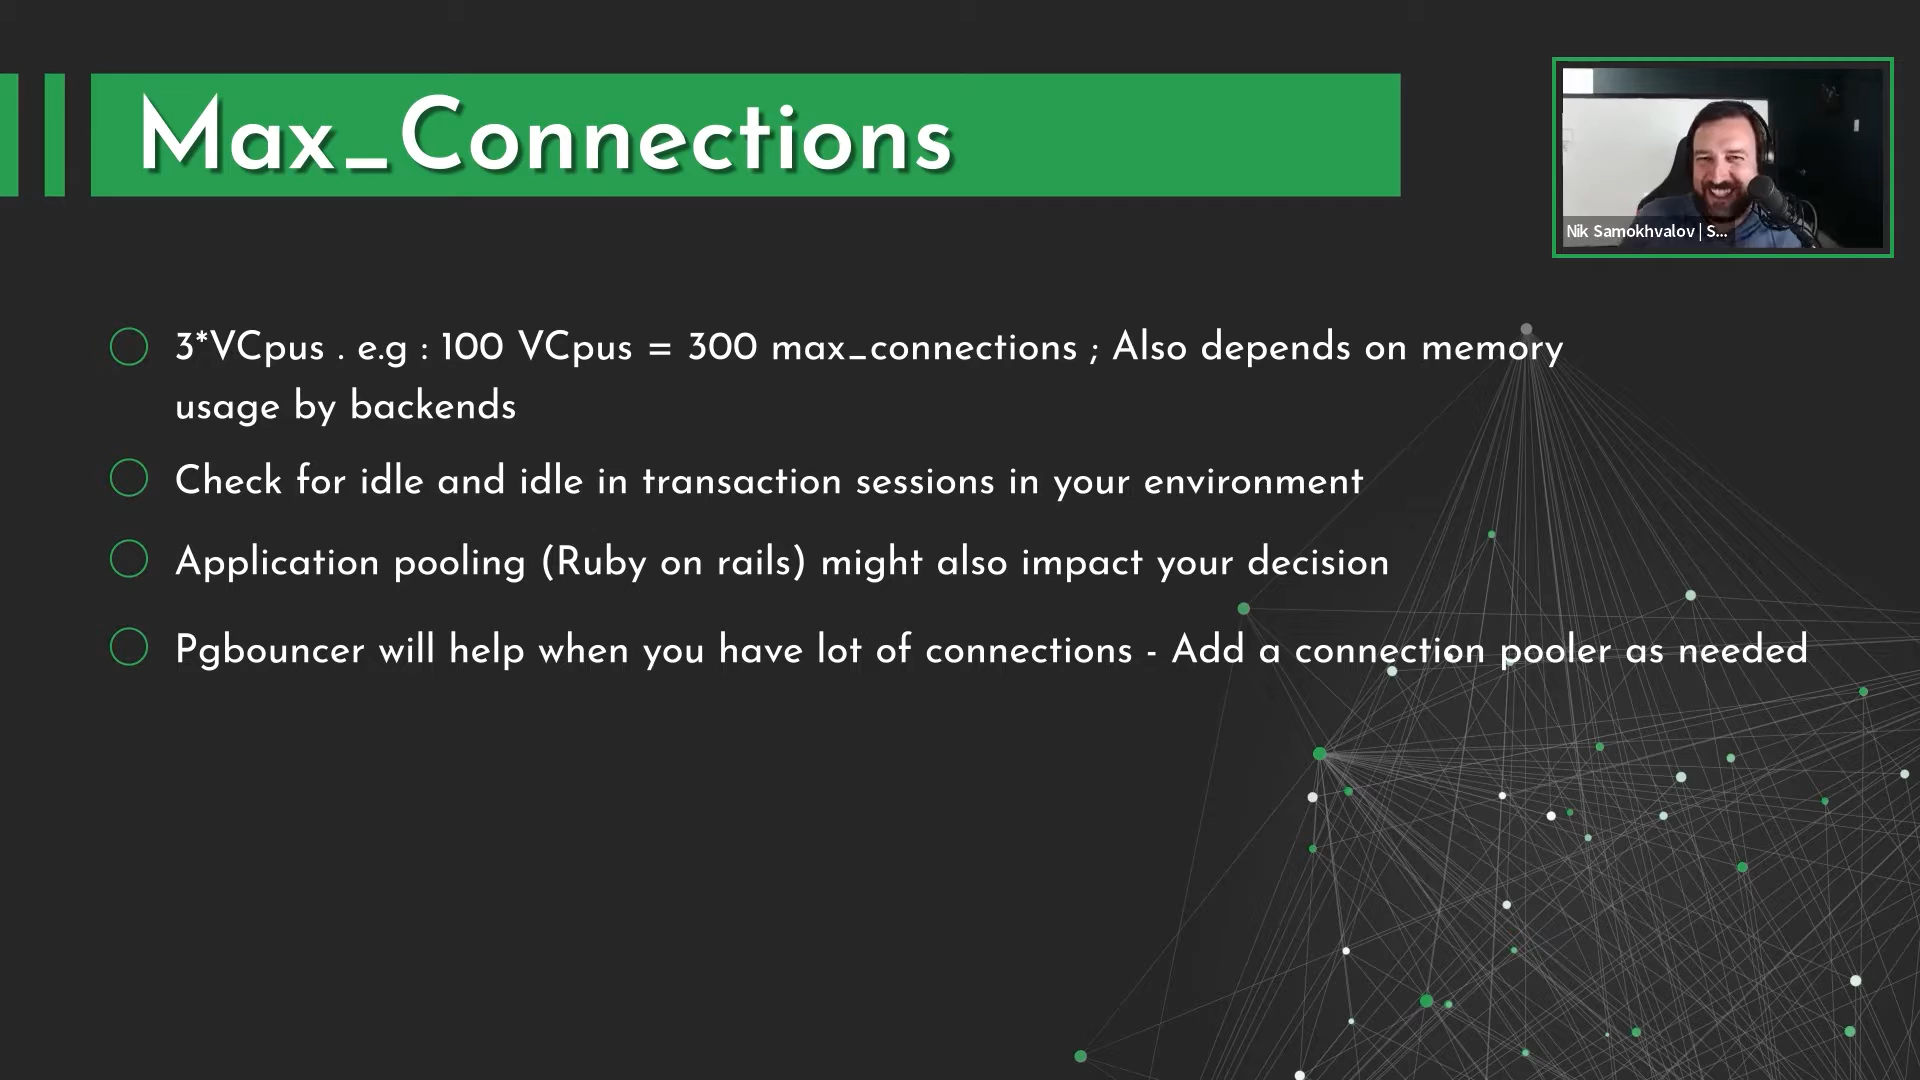 Max_Connections
Nik Samokhvalov | S...
3*VCpus . e.g : 100 VCpus = 300 max_connections ; Also depends on memory
usage by backends
Check for idle and idle in transaction sessions in your environment
Application pooling (Ruby on rails) might also impact your decision
Pgbouncer will help when you have lot of connections - Add a connection pooler as needed